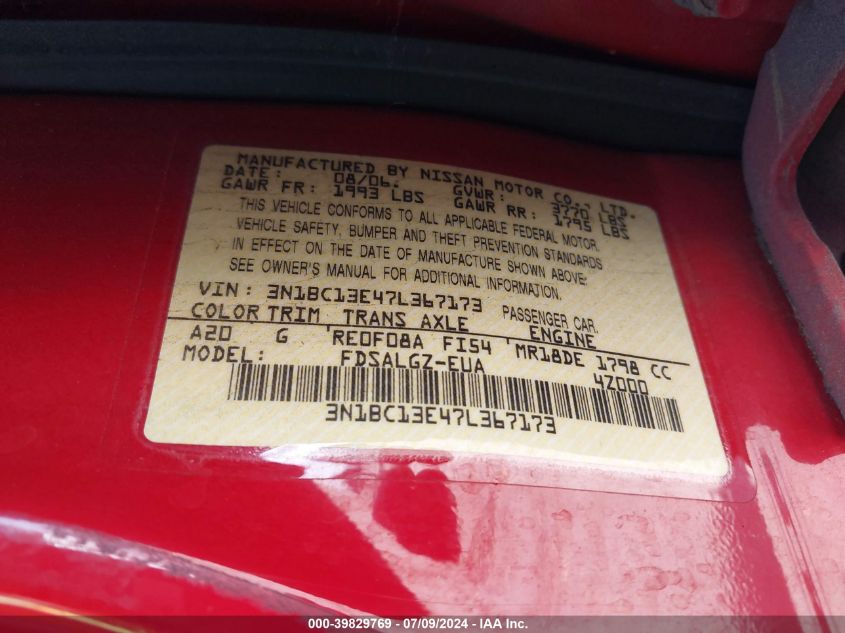 MANUFACTURED BY NISSAN MOTOR CO., LTD.
DATE: 08/06. GVWR: 3770 LBS
GAWR FR: 1993 LBS GAWR RR: 1795 LBS
THIS VEHICLE CONFORMS TO ALL APPLICABLE FEDERAL MOTOR
VEHICLE SAFETY, BUMPER AND THEFT PREVENTION STANDARDS
IN EFFECT ON THE DATE OF MANUFACTURE SHOWN ABOVE:
SEE OWNER'S MANUAL FOR ADDITIONAL INFORMATION.
VIN: 3N1BC13E47L367173 PASSENGER CAR.
COLOR TRIM TRANS AXLE ENGINE
A20 G RE0F08A FI54 MR18DE 1798 CC
MODEL: FDSALGZ-EUA 4Z000
3N1BC13E47L367173
000-39829769 - 07/09/2024 - IAA Inc.